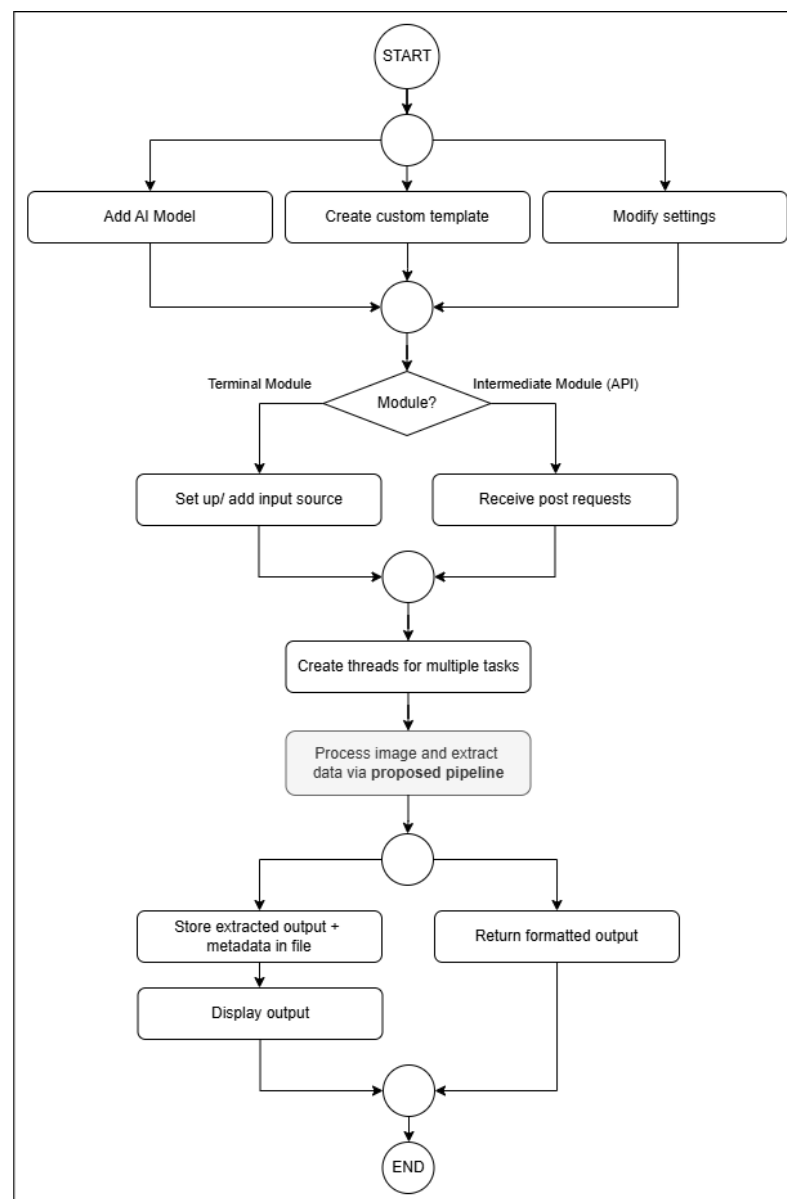 START
Add AI Model
Create custom template
Modify settings
Terminal Module
Intermediate Module (API)
Module?
Set up/ add input source
Receive post requests
Create threads for multiple tasks
Process image and extract
data via proposed pipeline
Store extracted output +
metadata in file
Return formatted output
Display output
END